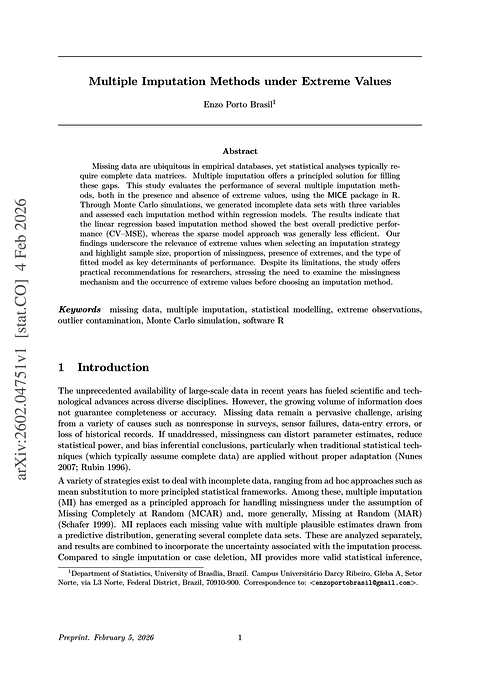 Multiple Imputation Methods under Extreme Values
Enzo Porto Brasil¹
Abstract
Missing data are ubiquitous in empirical databases, yet statistical analyses typically re-
quire complete data matrices. Multiple imputation offers a principled solution for filling
these gaps. This study evaluates the performance of several multiple imputation meth-
ods, both in the presence and absence of extreme values, using the MICE package in R.
Through Monte Carlo simulations, we generated incomplete data sets with three variables
and assessed each imputation method within regression models. The results indicate that
the linear regression based imputation method showed the best overall predictive perfor-
mance (CV–MSE), whereas the sparse model approach was generally less efficient. Our
findings underscore the relevance of extreme values when selecting an imputation strategy
and highlight sample size, proportion of missingness, presence of extremes, and the type of
fitted model as key determinants of performance. Despite its limitations, the study offers
practical recommendations for researchers, stressing the need to examine the missingness
mechanism and the occurrence of extreme values before choosing an imputation method.
Keywords missing data, multiple imputation, statistical modelling, extreme observations,
outlier contamination, Monte Carlo simulation, software R
1 Introduction
The unprecedented availability of large-scale data in recent years has fueled scientific and tech-
nological advances across diverse disciplines. However, the growing volume of information does
not guarantee completeness or accuracy. Missing data remain a pervasive challenge, arising
from a variety of causes such as nonresponse in surveys, sensor failures, data-entry errors, or
loss of historical records. If unaddressed, missingness can distort parameter estimates, reduce
statistical power, and bias inferential conclusions, particularly when traditional statistical tech-
niques (which typically assume complete data) are applied without proper adaptation (Nunes
2007; Rubin 1996).
A variety of strategies exist to deal with incomplete data, ranging from ad hoc approaches such as
mean substitution to more principled statistical frameworks. Among these, multiple imputation
(MI) has emerged as a principled approach for handling missingness under the assumption of
Missing Completely at Random (MCAR) and, more generally, Missing at Random (MAR)
(Schafer 1999). MI replaces each missing value with multiple plausible estimates drawn from
a predictive distribution, generating several complete data sets. These are analyzed separately,
and results are combined to incorporate the uncertainty associated with the imputation process.
Compared to single imputation or case deletion, MI provides more valid statistical inference,
¹Department of Statistics, University of Brasília, Brazil. Campus Universitário Darcy Ribeiro, Gleba A, Setor
Norte, via L3 Norte, Federal District, Brazil, 70910-900. Correspondence to: <enzoportobrasil@gmail.com>.
Preprint. February 5, 2026 1
arXiv:2602.04751v1 [stat.CO] 4 Feb 2026